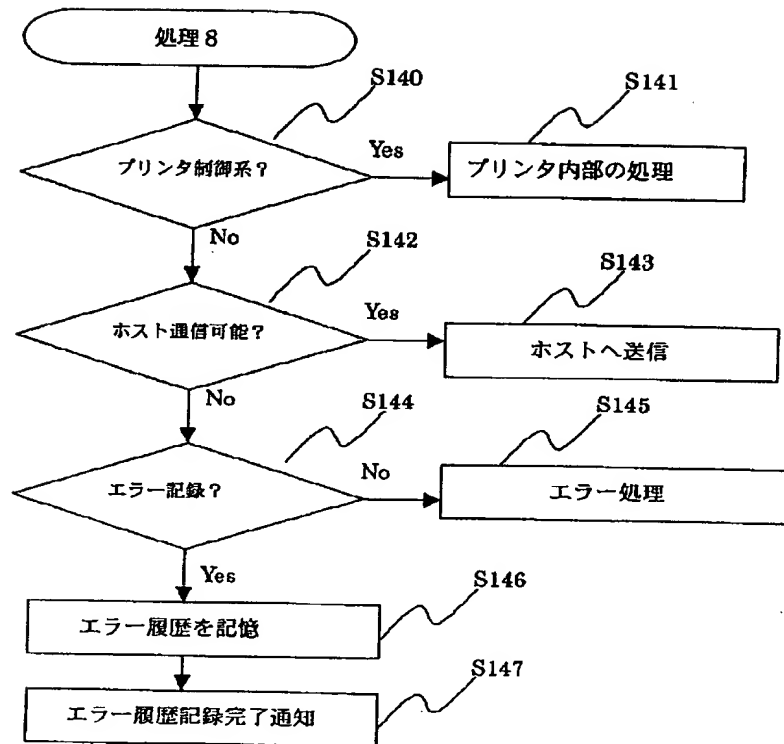 処理8
S140
プリンタ制御系?
Yes
S141
プリンタ内部の処理
No
S142
ホスト通信可能?
Yes
S143
ホストへ送信
No
S144
エラー記録?
No
S145
エラー処理
Yes
S146
エラー履歴を記憶
S147
エラー履歴記録完了通知